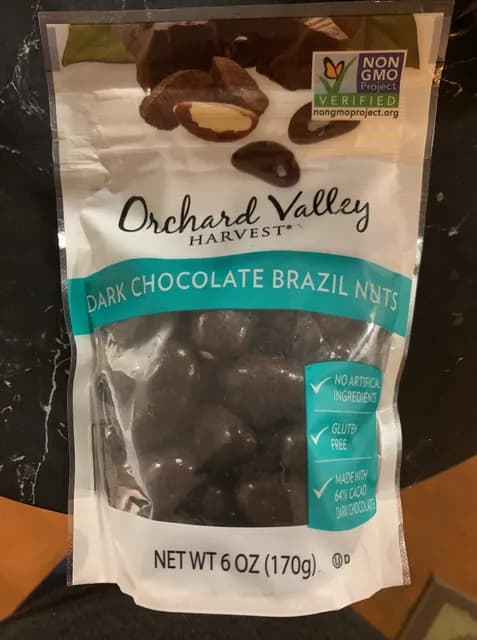 NON
GMO
Project
VERIFIED
nongmoproject.org
Orchard Valley
HARVEST®
DARK CHOCOLATE BRAZIL NUTS
NO ARTIFICIAL
INGREDIENTS
GLUTEN
FREE
MADE WITH
64% CACAO
DARK CHOCOLATE
NET WT 6 OZ (170g) U D